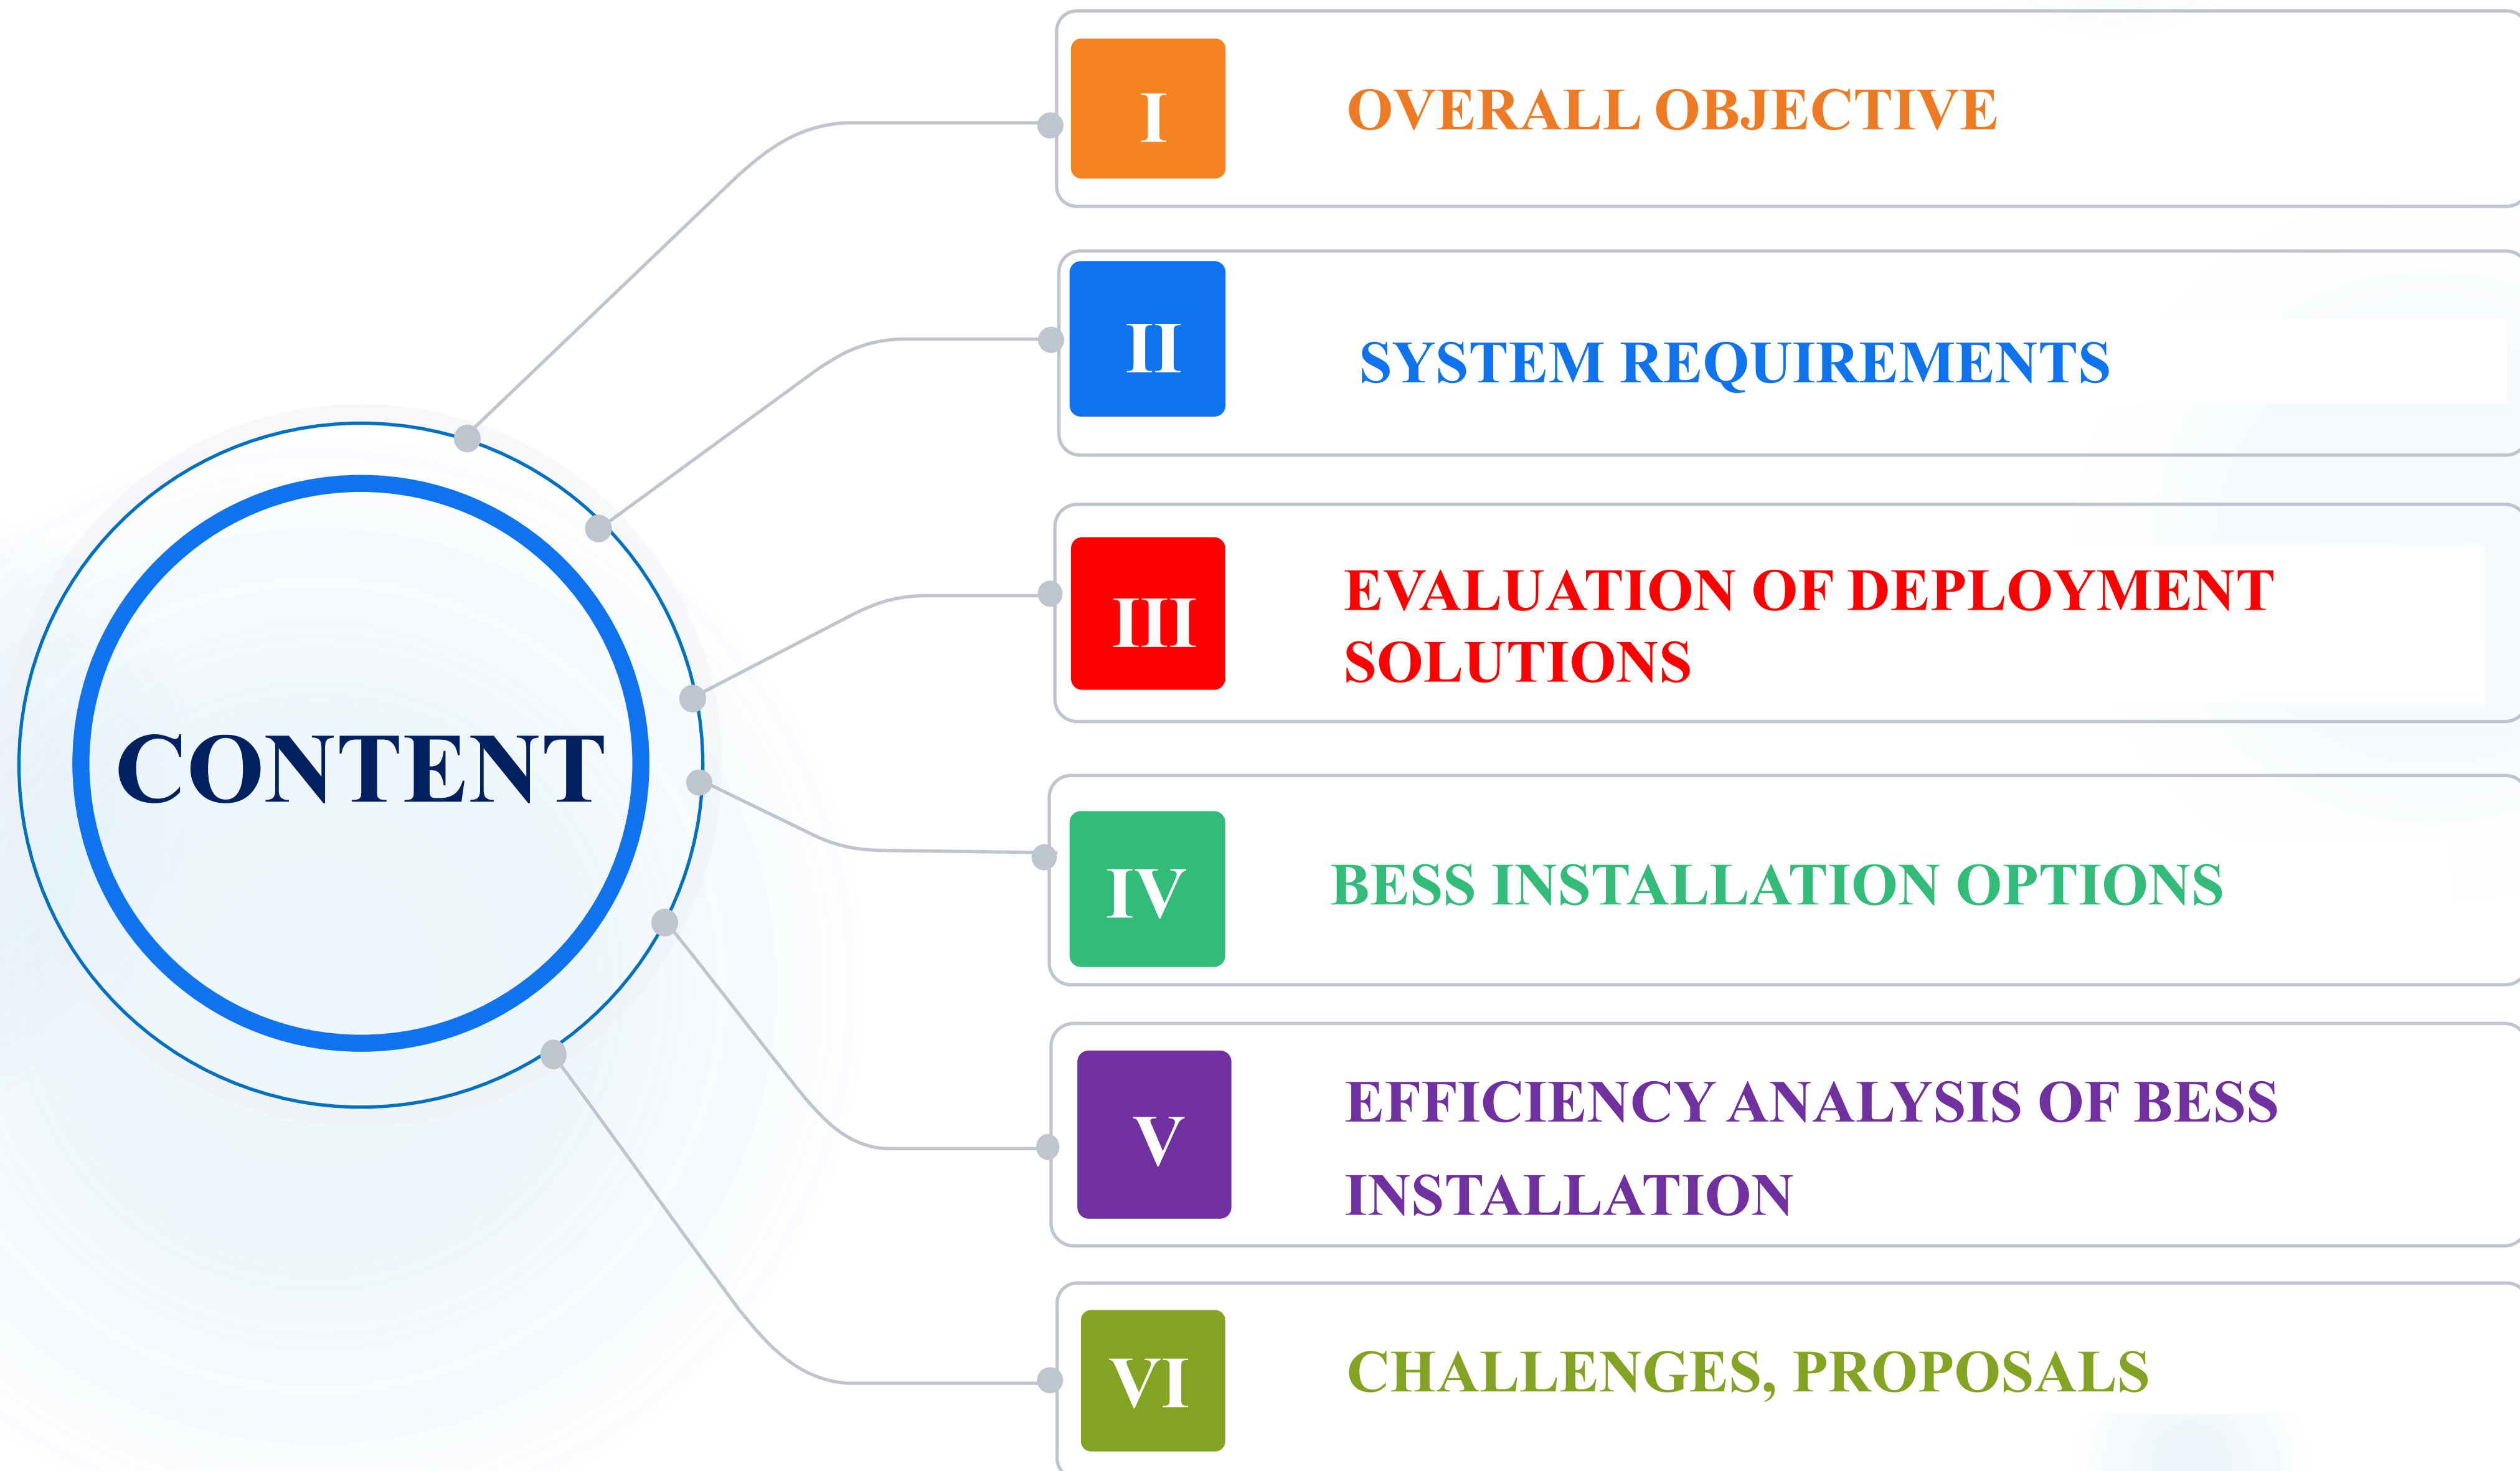 CONTENT
I
OVERALL OBJECTIVE
II
SYSTEM REQUIREMENTS
III
EVALUATION OF DEPLOYMENT
SOLUTIONS
IV
BESS INSTALLATION OPTIONS
V
EFFICIENCY ANALYSIS OF BESS
INSTALLATION
VI
CHALLENGES, PROPOSALS